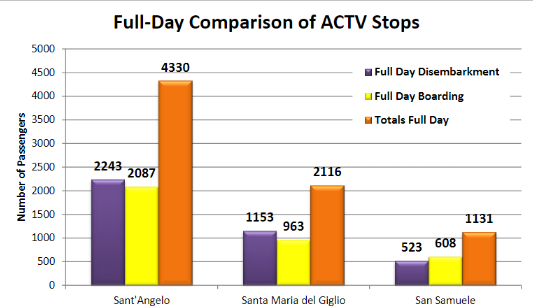 Full-Day Comparison of ACTV Stops
Number of Passengers
5000
4500
4000
3500
3000
2500
2000
1500
1000
500
0
Full Day Disembarkment
Full Day Boarding
Totals Full Day
2243 2087 4330
1153 963 2116
523 608 1131
Sant'Angelo Santa Maria del Giglio San Samuele